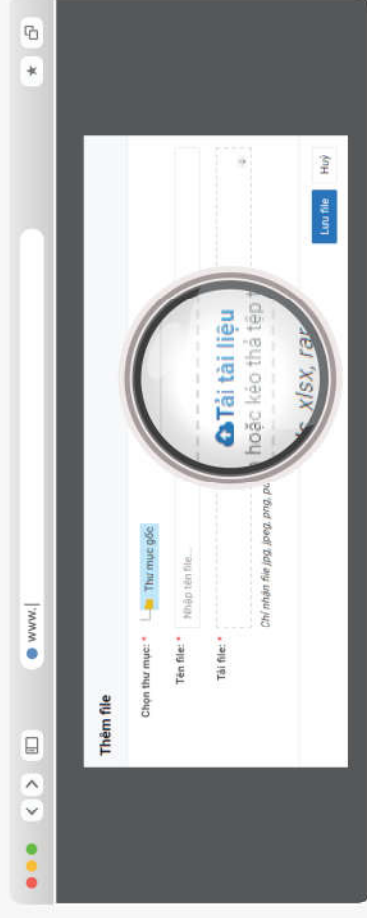 www.
Thêm file
Chọn thư mục: *
Thư mục gốc
Tên file: *
Nhập tên file...
Tải file: *
Tải tài liệu
hoặc kéo thả tệp
Chỉ nhận file jpg, jpeg, png, xlsx, rar
Lưu file
Huỷ